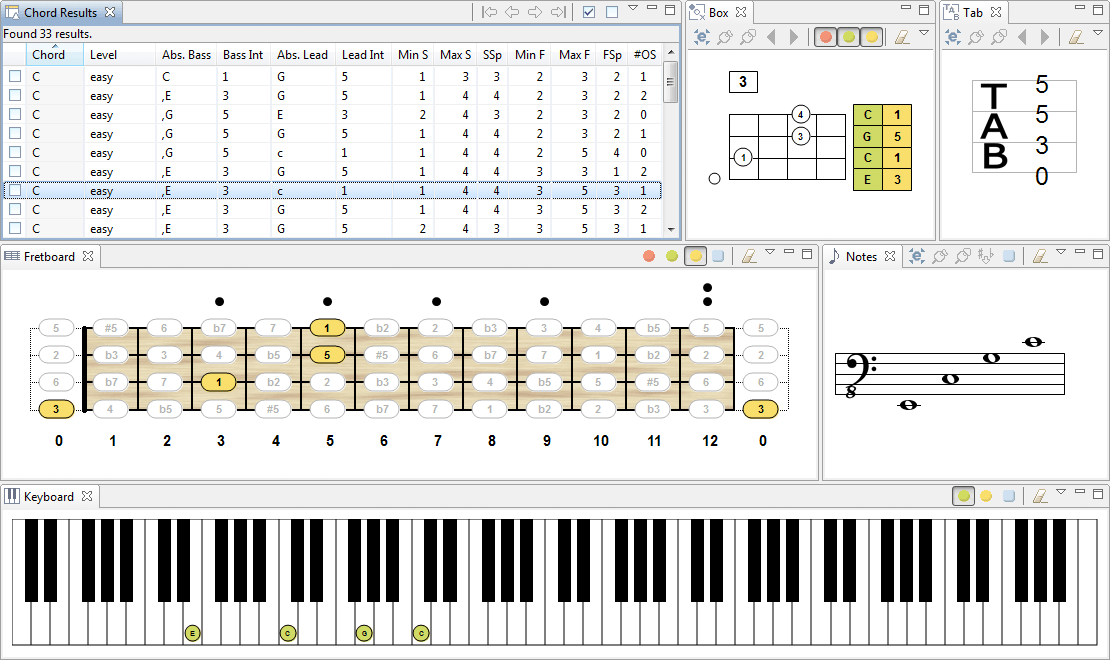 Chord Results
Found 33 results.
Chord Level Abs. Bass Bass Int Abs. Lead Lead Int Min S Max S SSp Min F Max F FSp #OS
C easy C 1 G 5 1 3 3 2 3 2 1
C easy ,E 3 G 5 1 4 4 2 3 2 2
C easy ,G 5 E 3 2 4 3 2 3 2 0
C easy ,G 5 G 5 1 4 4 2 3 2 1
C easy ,G 5 c 1 1 4 4 2 5 4 0
C easy ,E 3 G 5 1 4 4 3 3 1 2
C easy ,E 3 c 1 1 4 4 3 5 3 1
C easy ,E 3 G 5 1 4 4 3 5 3 2
C easy ,E 3 G 5 2 4 3 3 5 3 1
Box
3
4
3
1
C 1
G 5
C 1
E 3
Tab
TAB
5
5
3
0
Fretboard
5 #5 6 b7 7 1 b2 2 b3 3 4 b5 5 5
2 b3 3 4 b5 5 #5 6 b7 7 1 b2 2 2
6 b7 7 1 b2 2 b3 3 4 b5 5 #5 6 6
3 4 b5 5 #5 6 b7 7 1 b2 2 b3 3 3
0 1 2 3 4 5 6 7 8 9 10 11 12 0
Notes
8
Keyboard
E C G C